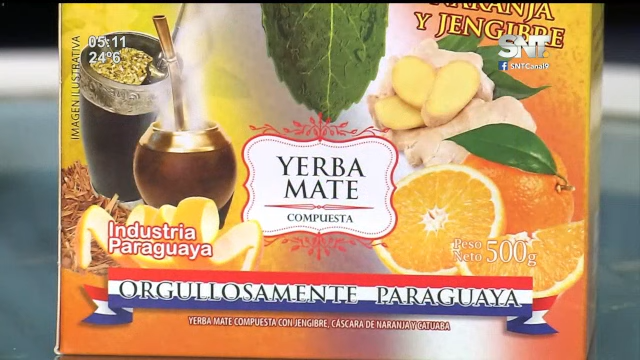 NARANJA
Y JENGIBRE
SNT
SNTCanal9
05:11
24°6
IMAGEN ILUSTRATIVA
YERBA
MATE
COMPUESTA
Industria
Paraguaya
Peso
Neto 500g
ORGULLOSAMENTE PARAGUAYA
YERBA MATE COMPUESTA CON JENGIBRE, CÁSCARA DE NARANJA Y CATUABA